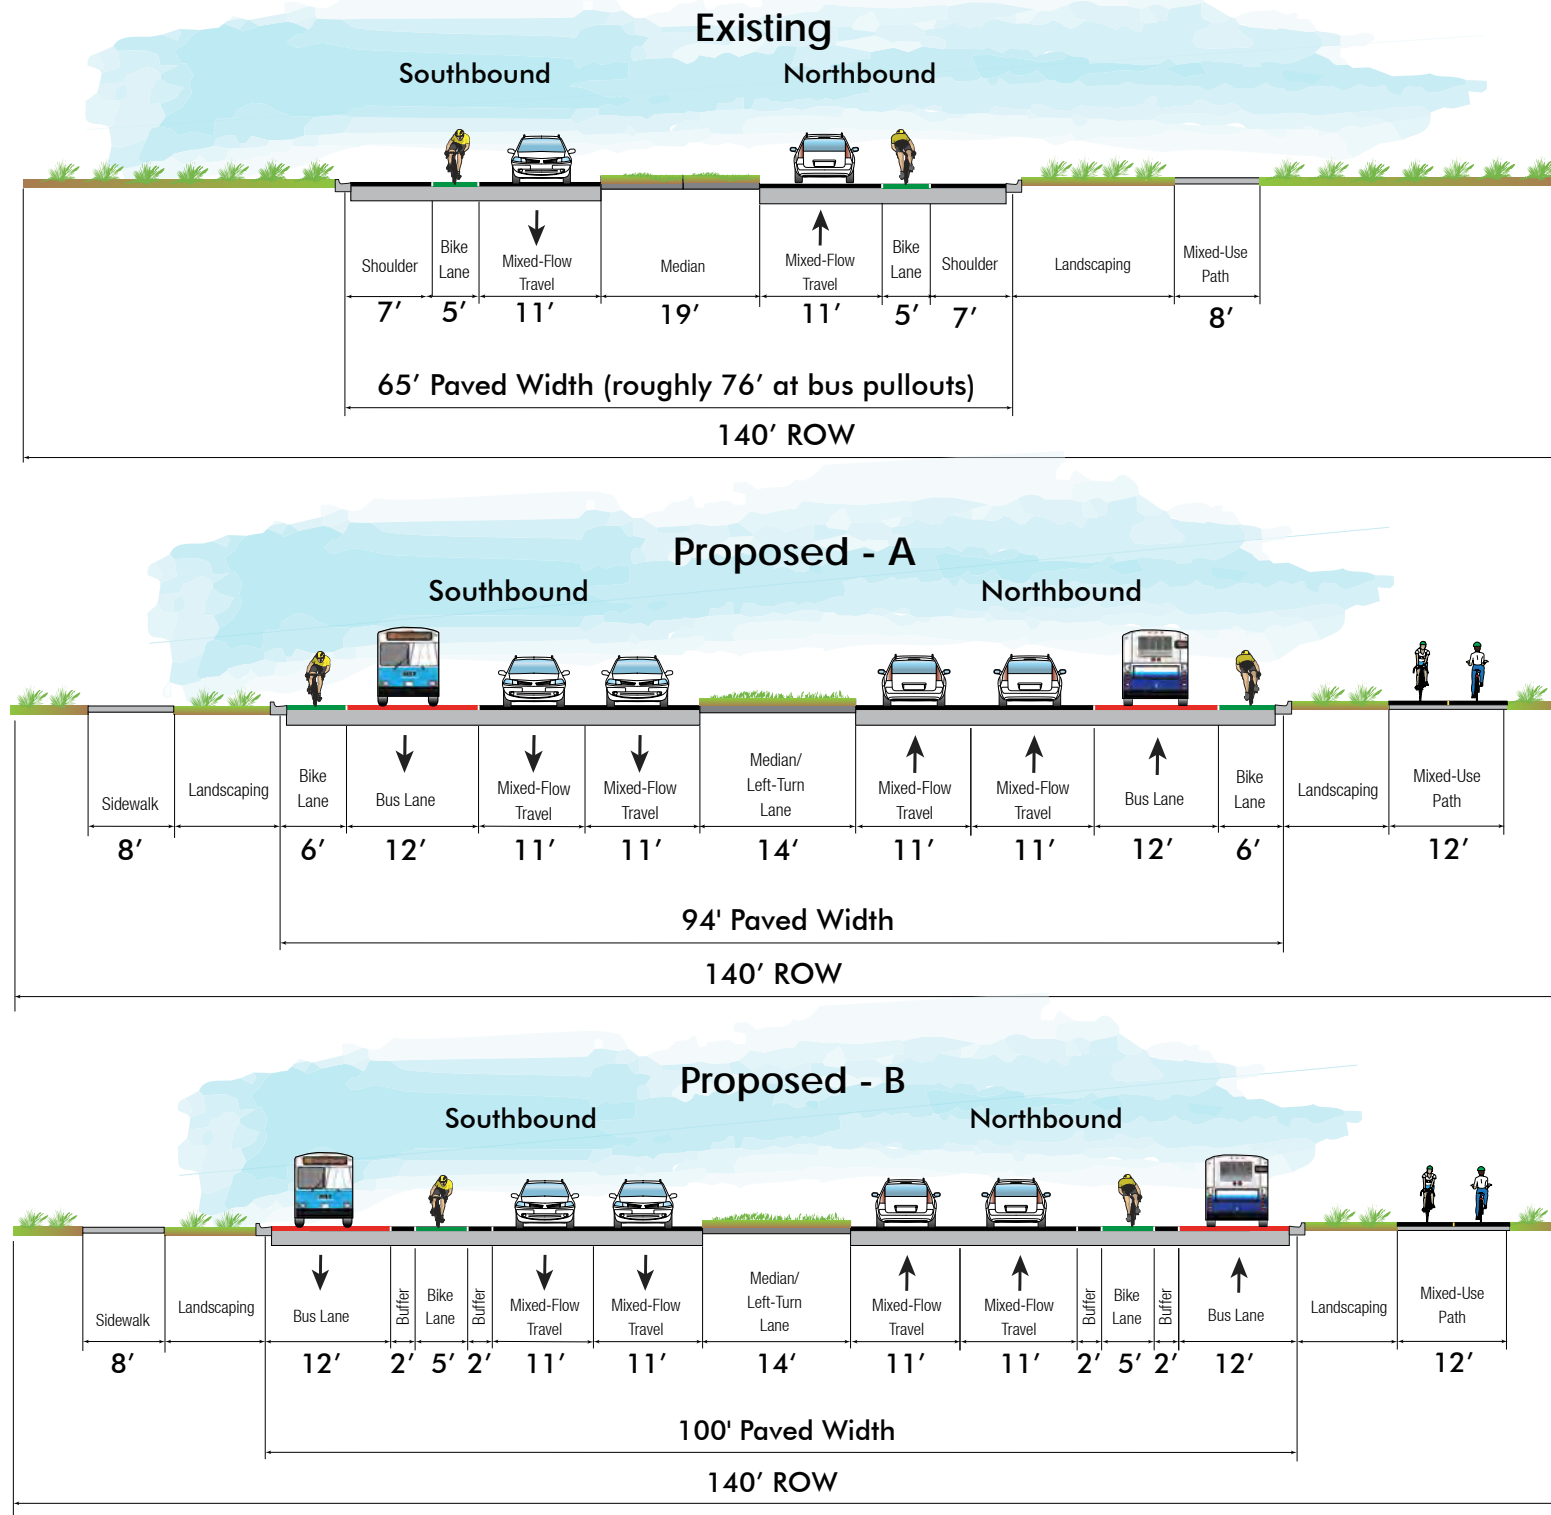 Existing
Southbound Northbound
Shoulder Bike Lane Mixed-Flow Travel Median Mixed-Flow Travel Bike Lane Shoulder Landscaping Mixed-Use Path
7’ 5’ 11’ 19’ 11’ 5’ 7’ 8’
65’ Paved Width (roughly 76’ at bus pullouts)
140’ ROW
Proposed - A
Southbound Northbound
Sidewalk Landscaping Bike Lane Bus Lane Mixed-Flow Travel Mixed-Flow Travel Median/ Left-Turn Lane Mixed-Flow Travel Mixed-Flow Travel Bus Lane Bike Lane Landscaping Mixed-Use Path
8’ 6’ 12’ 11’ 11’ 14’ 11’ 11’ 12’ 6’ 12’
94' Paved Width
140’ ROW
Proposed - B
Southbound Northbound
Sidewalk Landscaping Bus Lane Buffer Bike Lane Buffer Mixed-Flow Travel Mixed-Flow Travel Median/ Left-Turn Lane Mixed-Flow Travel Mixed-Flow Travel Buffer Bike Lane Buffer Bus Lane Landscaping Mixed-Use Path
8’ 12’ 2’ 5’ 2’ 11’ 11’ 14’ 11’ 11’ 2’ 5’ 2’ 12’ 12’
100' Paved Width
140’ ROW